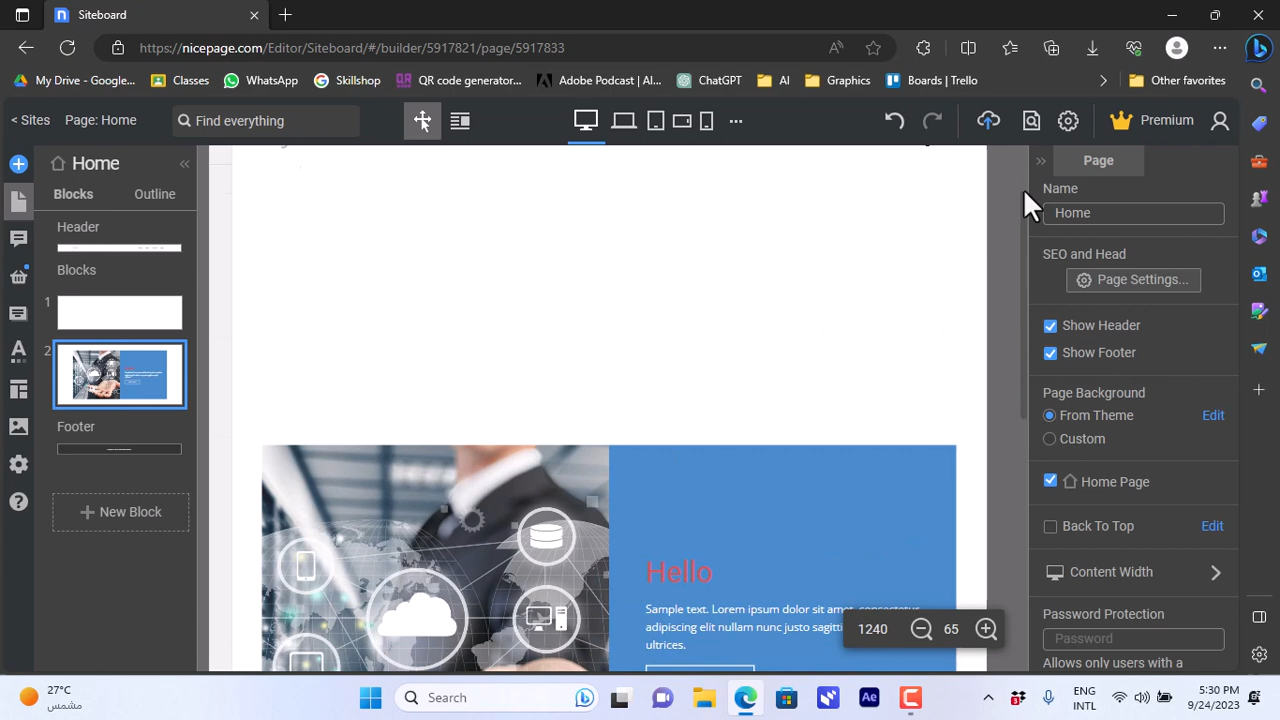 Siteboard
https://nicepage.com/Editor/Siteboard/#/builder/5917821/page/5917833
My Drive - Google...
Classes
WhatsApp
Skillshop
QR code generator...
Adobe Podcast | AI...
ChatGPT
AI
Graphics
Boards | Trello
Other favorites
< Sites
Page: Home
Find everything
Premium
Home
Blocks
Outline
Header
Blocks
1
2
Footer
New Block
Page
Name
Home
SEO and Head
Page Settings...
Show Header
Show Footer
Page Background
From Theme
Edit
Custom
Home Page
Back To Top
Edit
Content Width
Password Protection
Password
Allows only users with a
Hello
Sample text. Lorem ipsum dolor sit amet, consectetur
adipiscing elit nullam nunc justo sagitti
ultrices.
1240
65
27°C
مشمس
Search
ENG
INTL
5:30 PM
9/24/2023